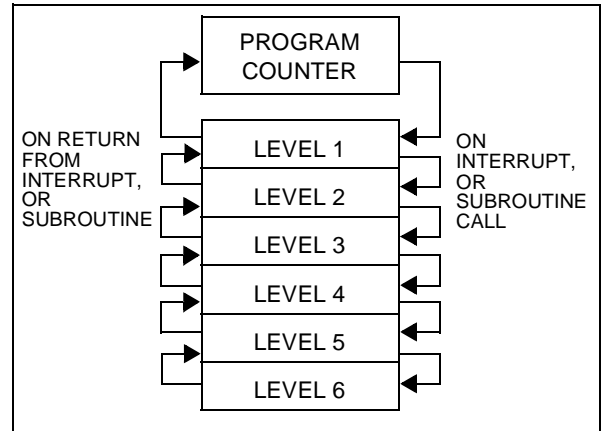 PROGRAM
COUNTER
ON RETURN
FROM
INTERRUPT,
OR
SUBROUTINE
LEVEL 1
LEVEL 2
LEVEL 3
LEVEL 4
LEVEL 5
LEVEL 6
ON
INTERRUPT,
OR
SUBROUTINE
CALL